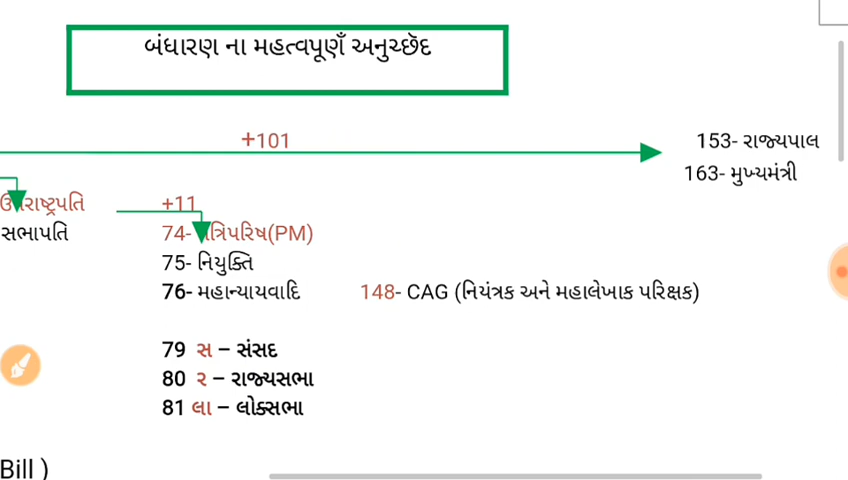 બંધારણ ના મહત્વપૂર્ણ અનુચ્છેદ
+101
153- રાજ્યપાલ
163- મુખ્યમંત્રી
ઉપરાષ્ટ્રપતિ
+11
સભાપતિ
74- મંત્રિપરિષ(PM)
75- નિયુક્તિ
76- મહાન્યાયવાદિ
148- CAG (નિયંત્રક અને મહાલેખાક પરિક્ષક)
79 સ – સંસદ
80 ર – રાજ્યસભા
81 લા – લોક્સભા
Bill )